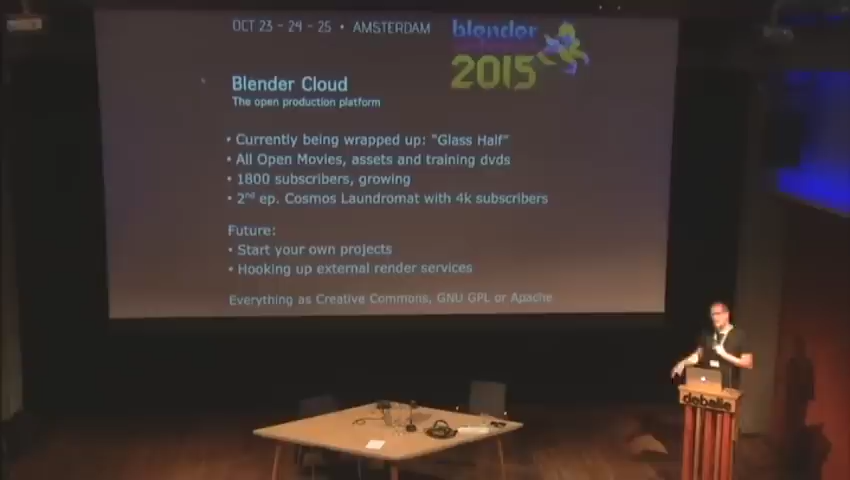 OCT 23 - 24 - 25 • AMSTERDAM
blender
2015
Blender Cloud
The open production platform
• Currently being wrapped up: "Glass Half"
• All Open Movies, assets and training dvds
• 1800 subscribers, growing
• 2nd ep. Cosmos Laundromat with 4k subscribers
Future:
• Start your own projects
• Hooking up external render services
Everything as Creative Commons, GNU GPL or Apache
debalie